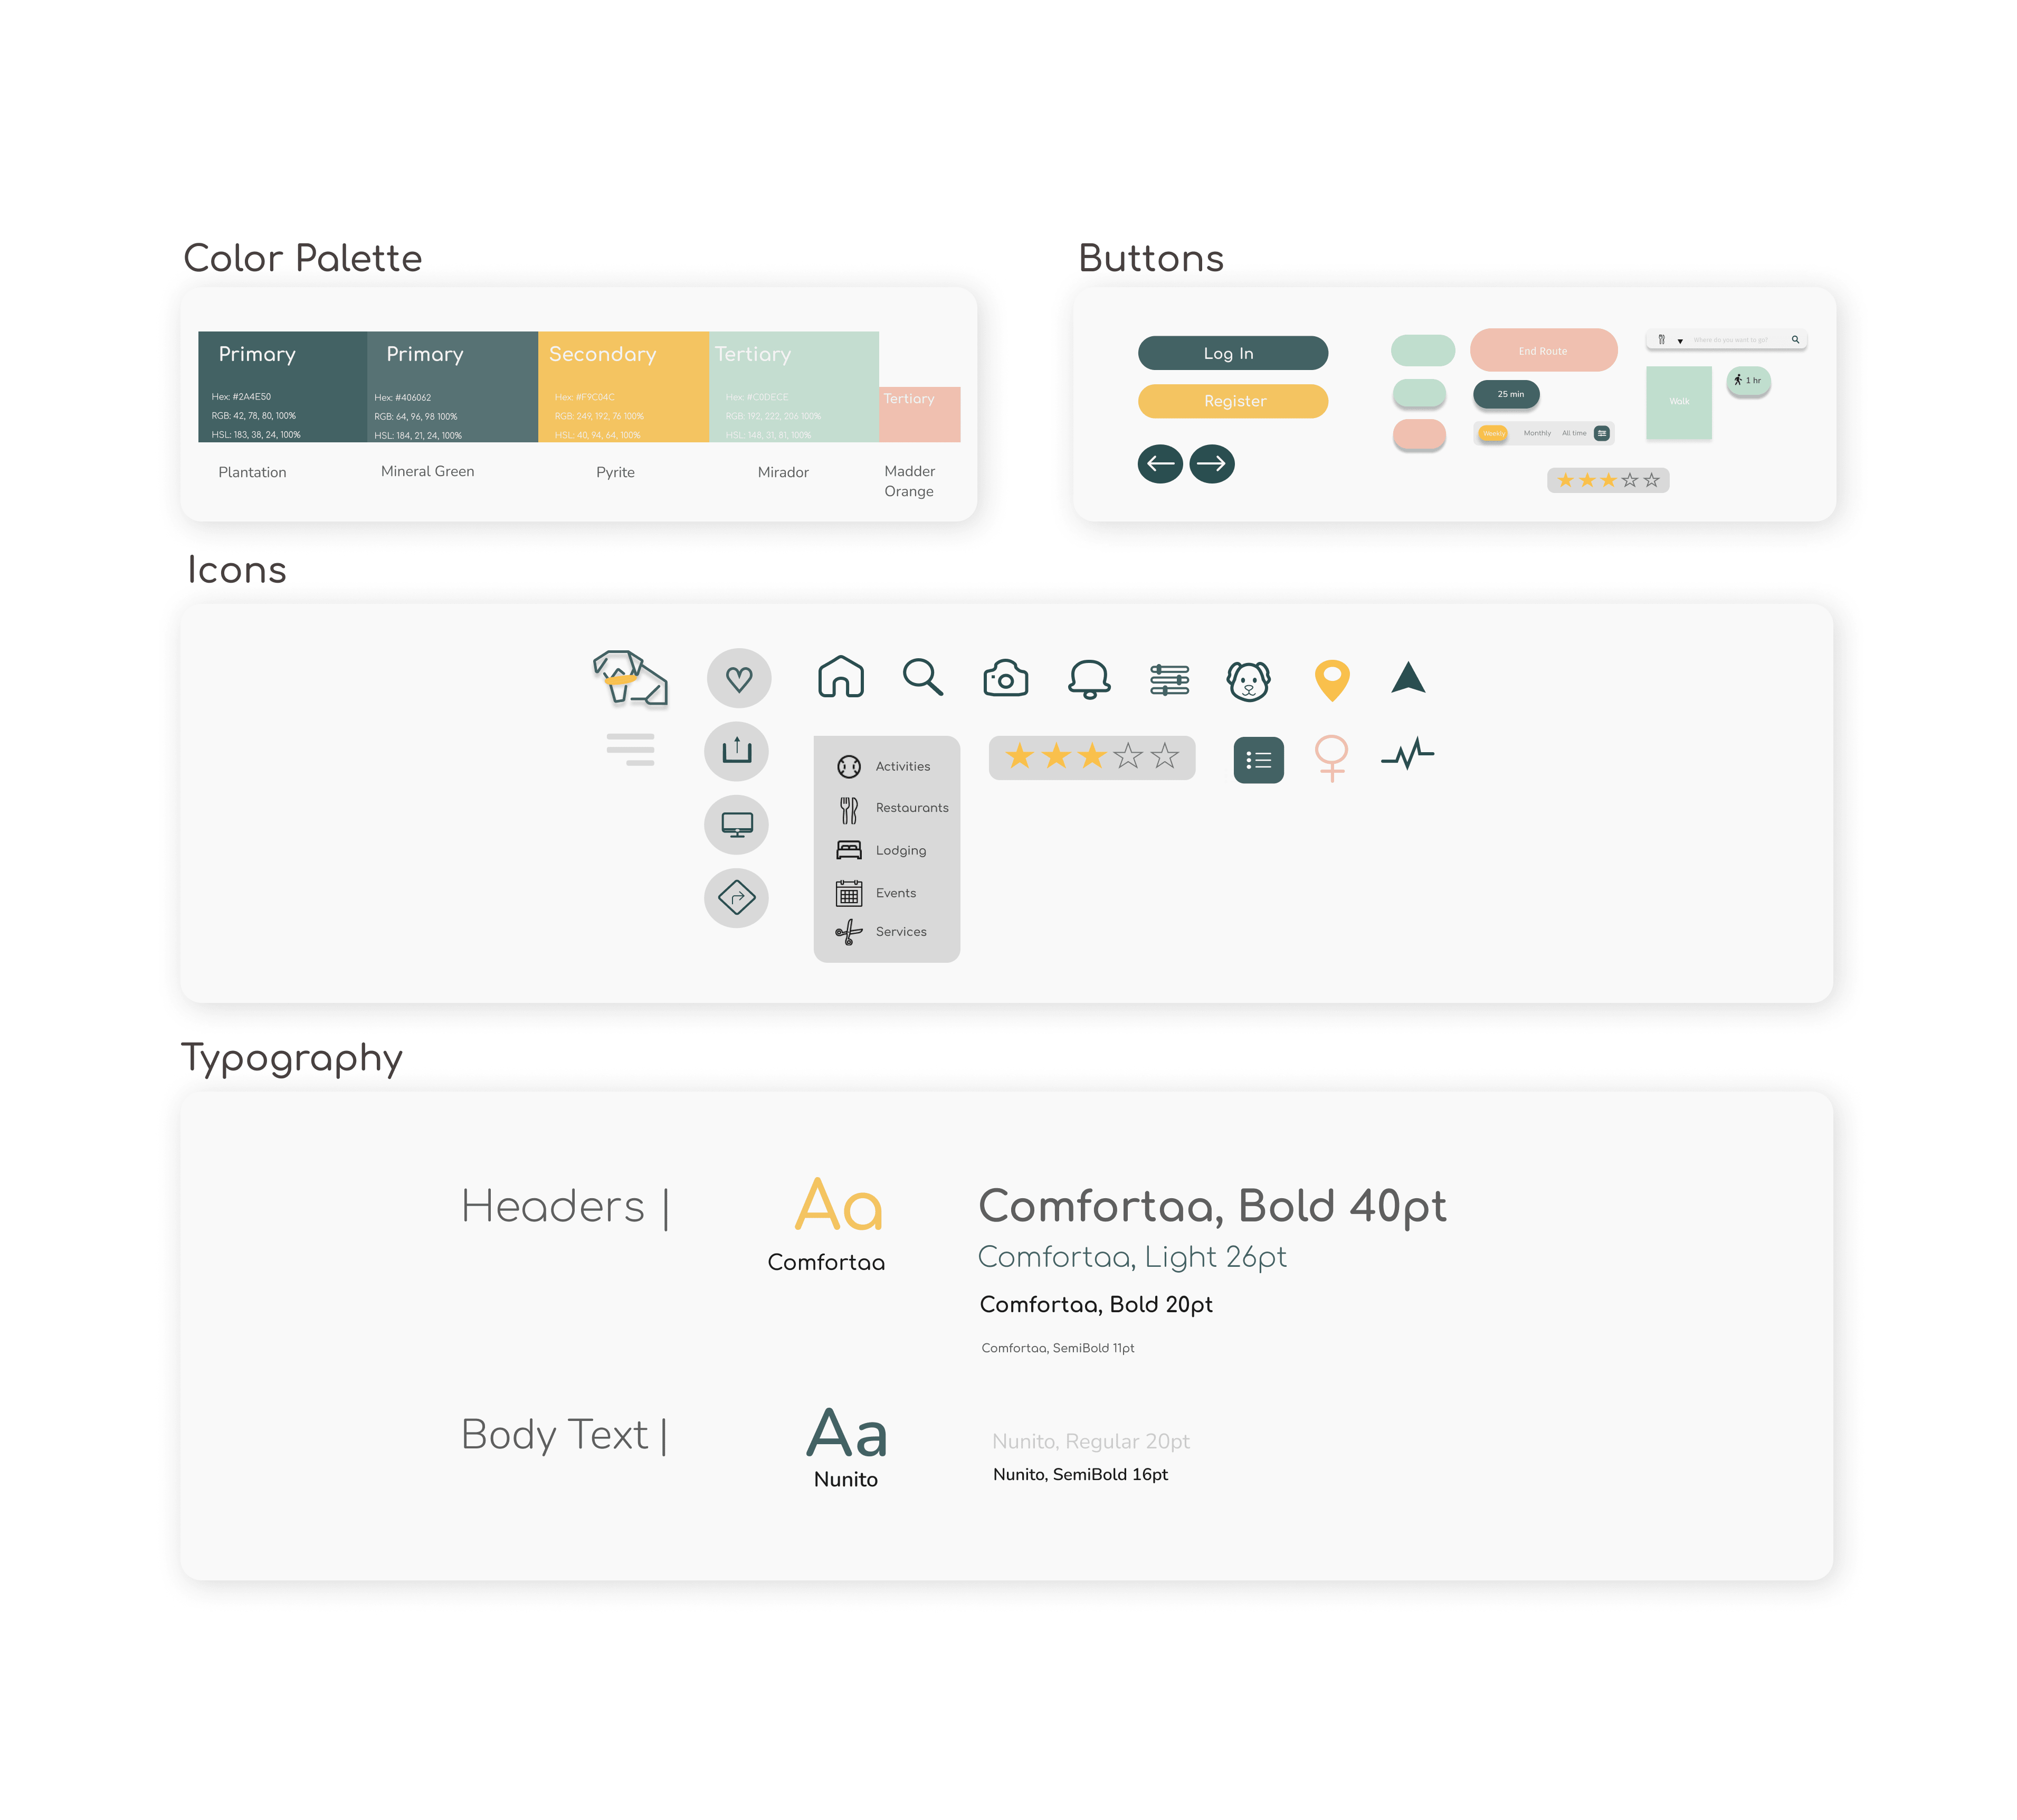 Color Palette
Primary
Hex: #2A4E50
RGB: 42, 78, 80, 100%
HSL: 183, 38, 24, 100%
Plantation
Primary
Hex: #406062
RGB: 64, 96, 98 100%
HSL: 184, 21, 24, 100%
Mineral Green
Secondary
Hex: #F9C04C
RGB: 249, 192, 76 100%
HSL: 40, 94, 64, 100%
Pyrite
Tertiary
Hex: #C0DECE
RGB: 192, 222, 206 100%
HSL: 148, 31, 81, 100%
Mirador
Tertiary
Madder
Orange
Buttons
Log In
Register
End Route
25 min
Weekly Monthly All time
Where do you want to go?
Walk
1 hr
Icons
Activities
Restaurants
Lodging
Events
Services
Typography
Headers |
Aa
Comfortaa
Comfortaa, Bold 40pt
Comfortaa, Light 26pt
Comfortaa, Bold 20pt
Comfortaa, SemiBold 11pt
Body Text |
Aa
Nunito
Nunito, Regular 20pt
Nunito, SemiBold 16pt